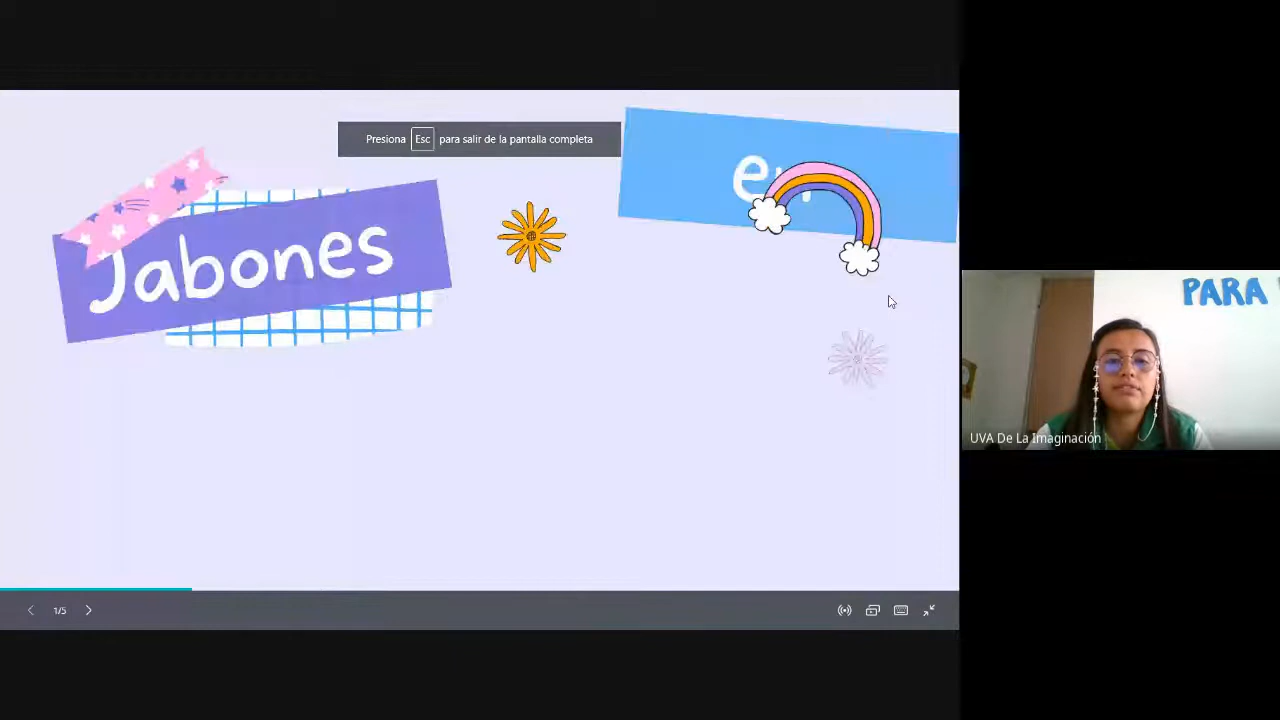 Presiona Esc para salir de la pantalla completa
Jabones
PARA
UVA De La Imaginación
1/5